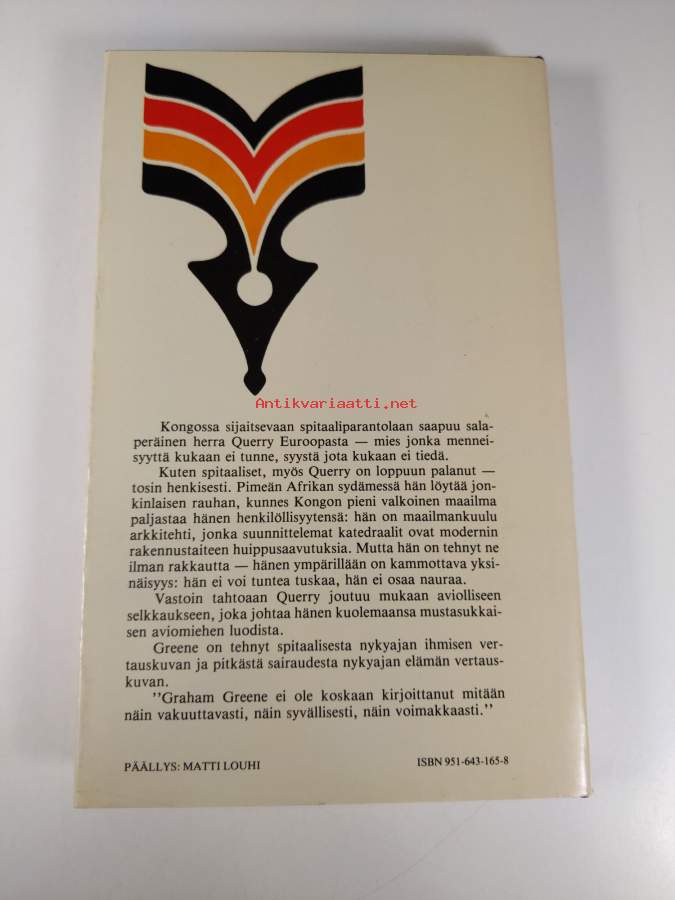 Antikvariaatti.net
Kongossa sijaitsevaan spitaaliparantolaan saapuu sala-
peräinen herra Querry Euroopasta — mies jonka mennei-
syyttä kukaan ei tunne, syystä jota kukaan ei tiedä.
Kuten spitaaliset, myös Querry on loppuun palanut —
tosin henkisesti. Pimeän Afrikan sydämessä hän löytää jon-
kinlaisen rauhan, kunnes Kongon pieni valkoinen maailma
paljastaa hänen henkilöllisyytensä: hän on maailmankuulu
arkkitehti, jonka suunnittelemat katedraalit ovat modernin
rakennustaiteen huippusaavutuksia. Mutta hän on tehnyt ne
ilman rakkautta — hänen ympärillään on kammottava yksi-
näisyys: hän ei voi tuntea tuskaa, hän ei osaa nauraa.
Vastoin tahtoaan Querry joutuu mukaan aviolliseen
selkkaukseen, joka johtaa hänen kuolemaansa mustasukkai-
sen aviomiehen luodista.
Greene on tehnyt spitaalisesta nykyajan ihmisen ver-
tauskuvan ja pitkästä sairaudesta nykyajan elämän vertaus-
kuvan.
''Graham Greene ei ole koskaan kirjoittanut mitään
näin vakuuttavasti, näin syvällisesti, näin voimakkaasti.''
PÄÄLLYS: MATTI LOUHI
ISBN 951-643-165-8